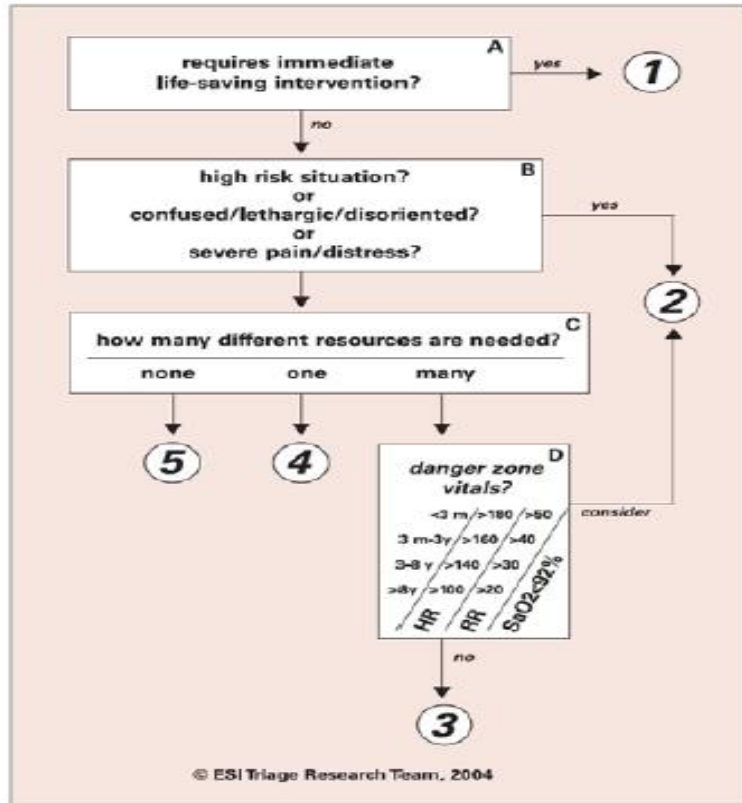 A
requires immediate
life-saving intervention?
yes
1
no
B
high risk situation?
or
confused/lethargic/disoriented?
or
severe pain/distress?
yes
2
C
how many different resources are needed?
none one many
5 4
D
danger zone
vitals?
<3 m >180 >50
3 m-3y >160 >40
3-8 y >140 >30
>8y >100 >20
HR RR SaO2<92%
consider
no
3
© ESI Triage Research Team, 2004